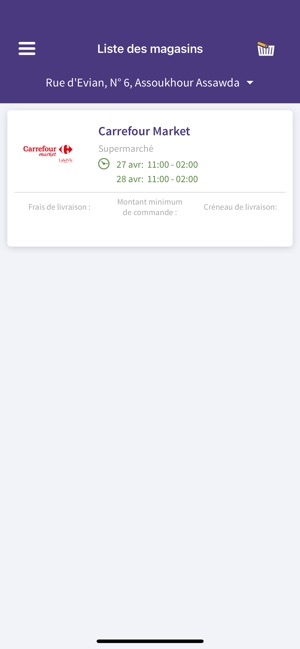 Liste des magasins
Rue d'Evian, N° 6, Assoukhour Assawda
Carrefour
market
Carrefour Market
Supermarché
27 avr: 11:00 - 02:00
28 avr: 11:00 - 02:00
Frais de livraison :
Montant minimum
de commande :
Créneau de livraison: